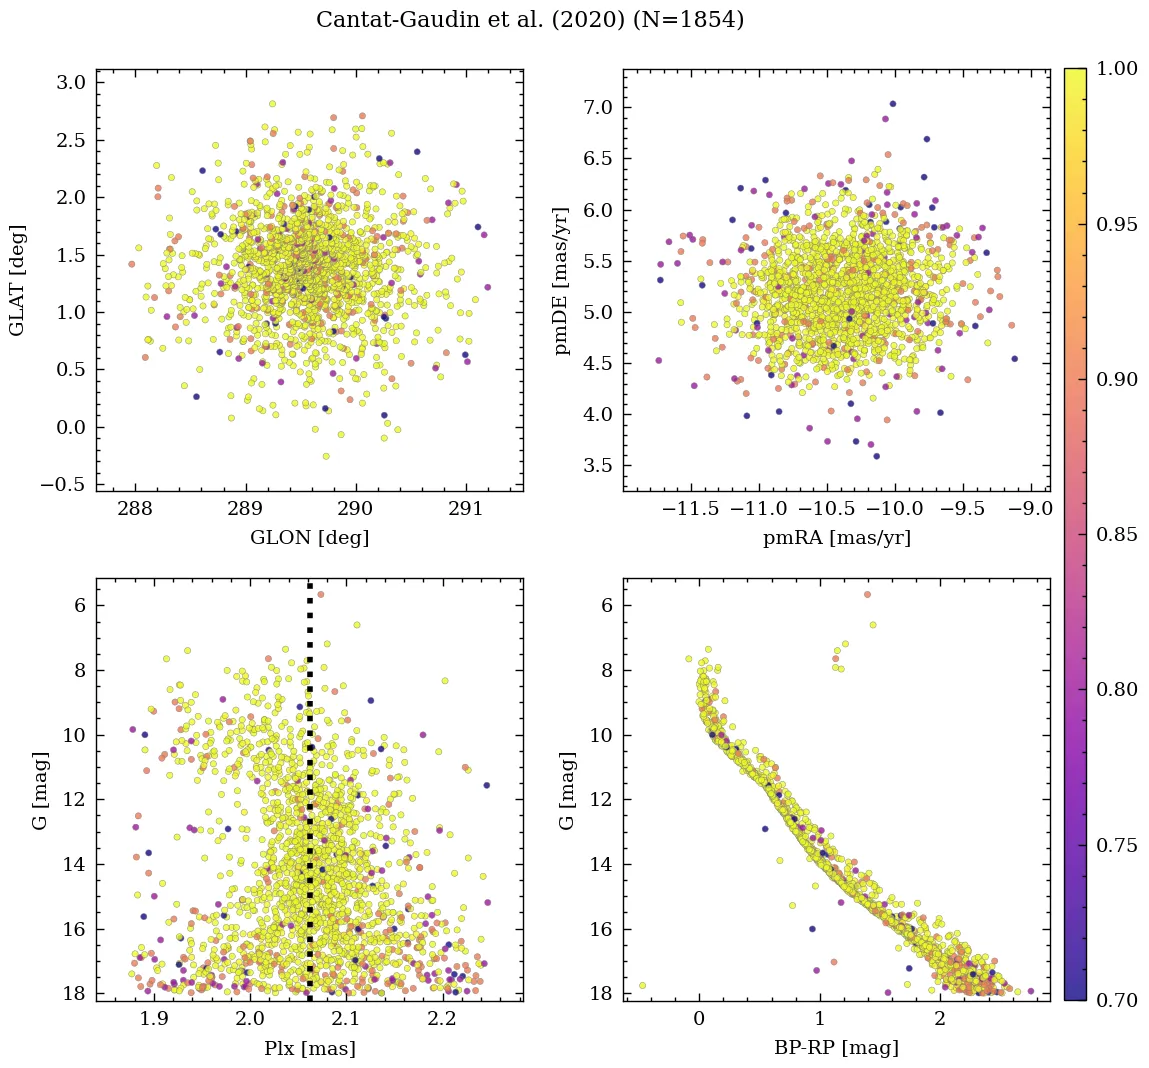 Cantat-Gaudin et al. (2020) (N=1854)
3.0
2.5
2.0
1.5
1.0
0.5
0.0
−0.5
GLAT [deg]
288 289 290 291
GLON [deg]
7.0
6.5
6.0
5.5
5.0
4.5
4.0
3.5
pmDE [mas/yr]
−11.5 −11.0 −10.5 −10.0 −9.5 −9.0
pmRA [mas/yr]
6
8
10
12
14
16
18
G [mag]
1.9 2.0 2.1 2.2
Plx [mas]
6
8
10
12
14
16
18
G [mag]
0 1 2
BP-RP [mag]
1.00
0.95
0.90
0.85
0.80
0.75
0.70